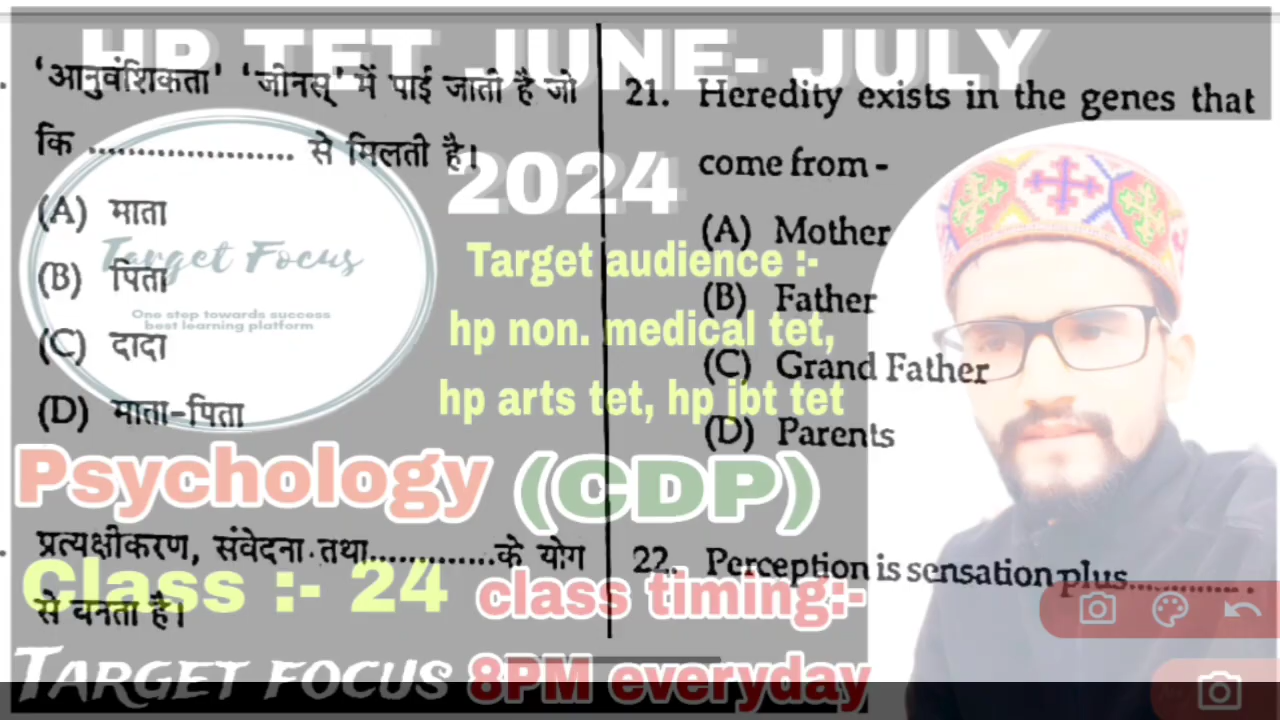 HP TET JUNE- JULY
2024
'आनुवंशिकता' 'जीनस्' में पाई जाती है जो
कि ..................... से मिलती है।
(A) माता
(B) पिता
(C) दादा
(D) माता-पिता
Target Focus
One step towards success
best learning platform
प्रत्यक्षीकरण, संवेदना तथा.............के योग
से बनता है।
21. Heredity exists in the genes that
come from -
(A) Mother
(B) Father
(C) Grand Father
(D) Parents
22. Perception is sensation plus...............
Target audience :-
hp non. medical tet,
hp arts tet, hp jbt tet
Psychology (CDP)
Class :- 24
class timing:-
TARGET FOCUS
8PM everyday